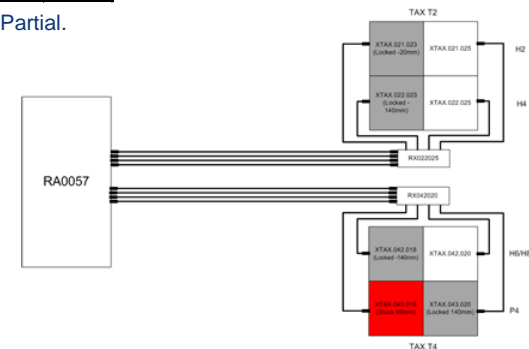 Partial.
TAX T2
XTAX.021.023
(Locked -20mm)
XTAX.021.025
H2
XTAX.022.023
(Locked -
140mm)
XTAX.022.025
H4
RX022025
RA0057
RX042020
XTAX.042.018
(Locked -140mm)
XTAX.042.020
H6/H8
XTAX.043.020
(Locked 140mm)
P4
TAX T4